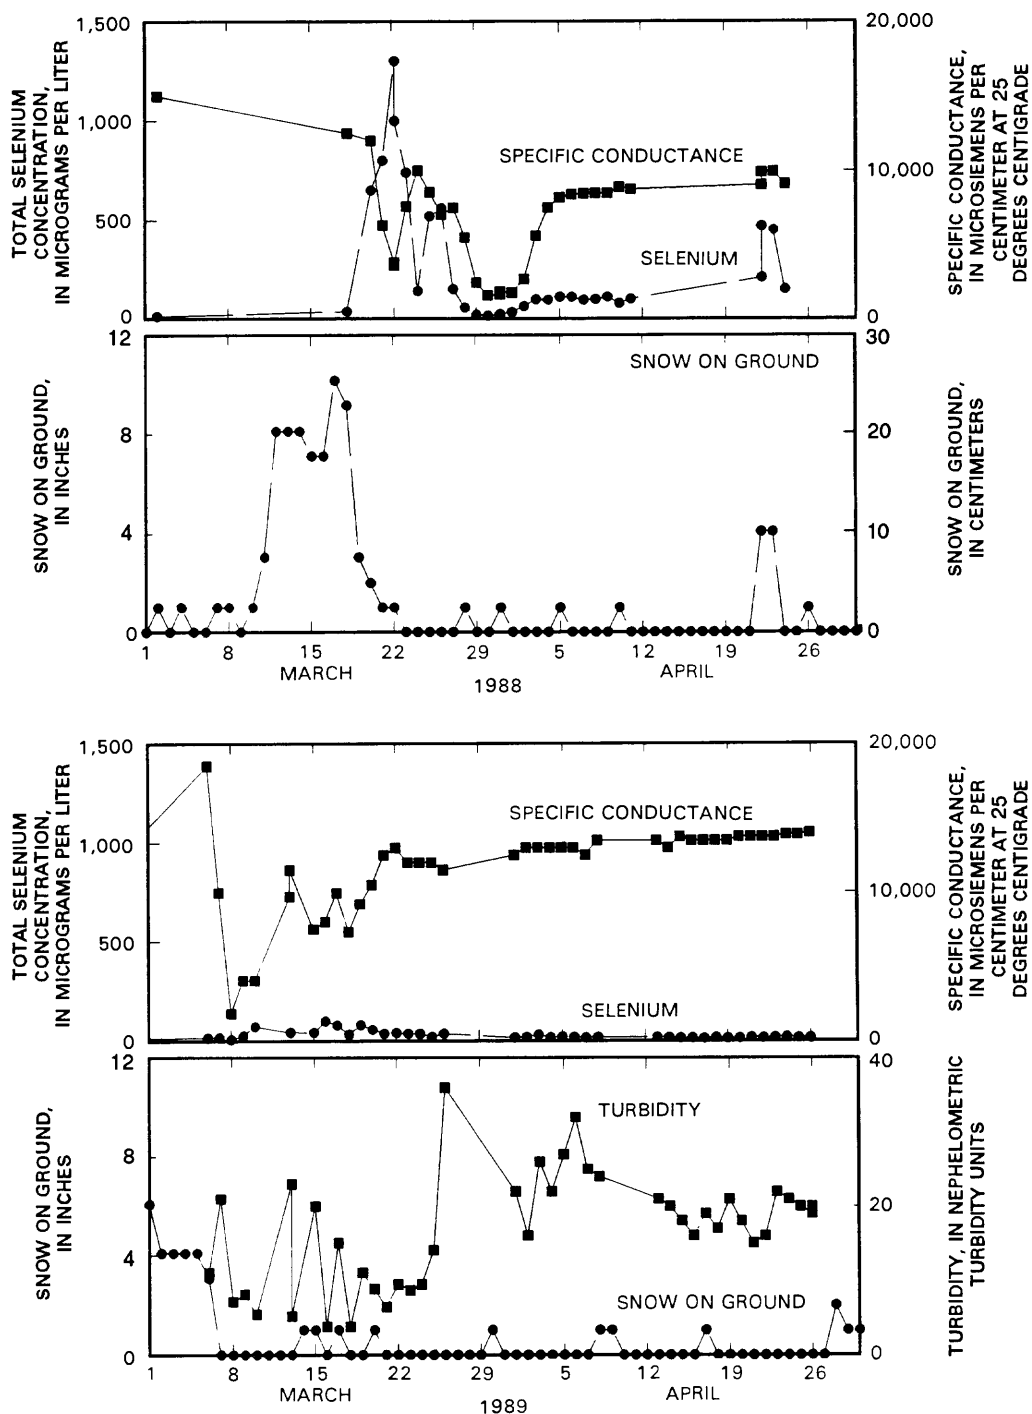 TOTAL SELENIUM
CONCENTRATION,
IN MICROGRAMS PER LITER
1,500
1,000
500
0
SPECIFIC CONDUCTANCE
SELENIUM
20,000
10,000
0
SPECIFIC CONDUCTANCE,
IN MICROSIEMENS PER
CENTIMETER AT 25
DEGREES CENTIGRADE
SNOW ON GROUND,
IN INCHES
12
8
4
0
SNOW ON GROUND
30
20
10
0
SNOW ON GROUND,
IN CENTIMETERS
1 8 15 22 29 5 12 19 26
MARCH APRIL
1988
TOTAL SELENIUM
CONCENTRATION,
IN MICROGRAMS PER LITER
1,500
1,000
500
0
SPECIFIC CONDUCTANCE
SELENIUM
20,000
10,000
0
SPECIFIC CONDUCTANCE,
IN MICROSIEMENS PER
CENTIMETER AT 25
DEGREES CENTIGRADE
SNOW ON GROUND,
IN INCHES
12
8
4
0
TURBIDITY
SNOW ON GROUND
40
20
0
TURBIDITY, IN NEPHELOMETRIC
TURBIDITY UNITS
1 8 15 22 29 5 12 19 26
MARCH APRIL
1989